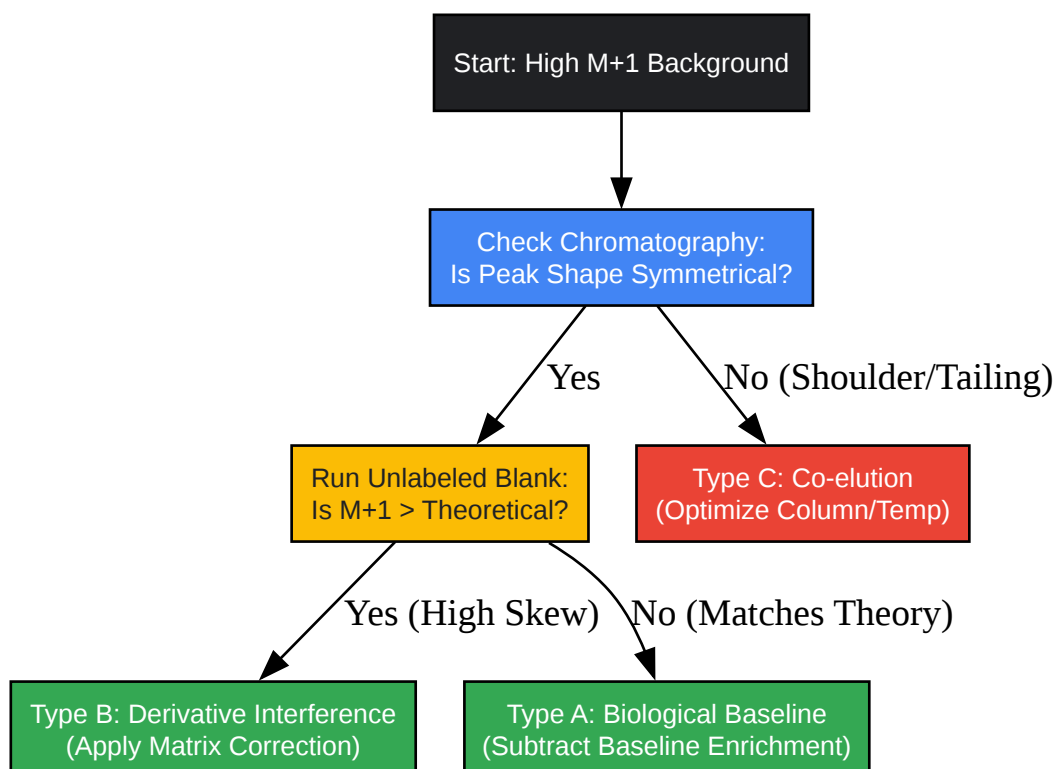 Start: High M+1 Background
Check Chromatography:
Is Peak Shape Symmetrical?
Yes
No (Shoulder/Tailing)
Run Unlabeled Blank:
Is M+1 > Theoretical?
Type C: Co-elution
(Optimize Column/Temp)
Yes (High Skew)
No (Matches Theory)
Type B: Derivative Interference
(Apply Matrix Correction)
Type A: Biological Baseline
(Subtract Baseline Enrichment)